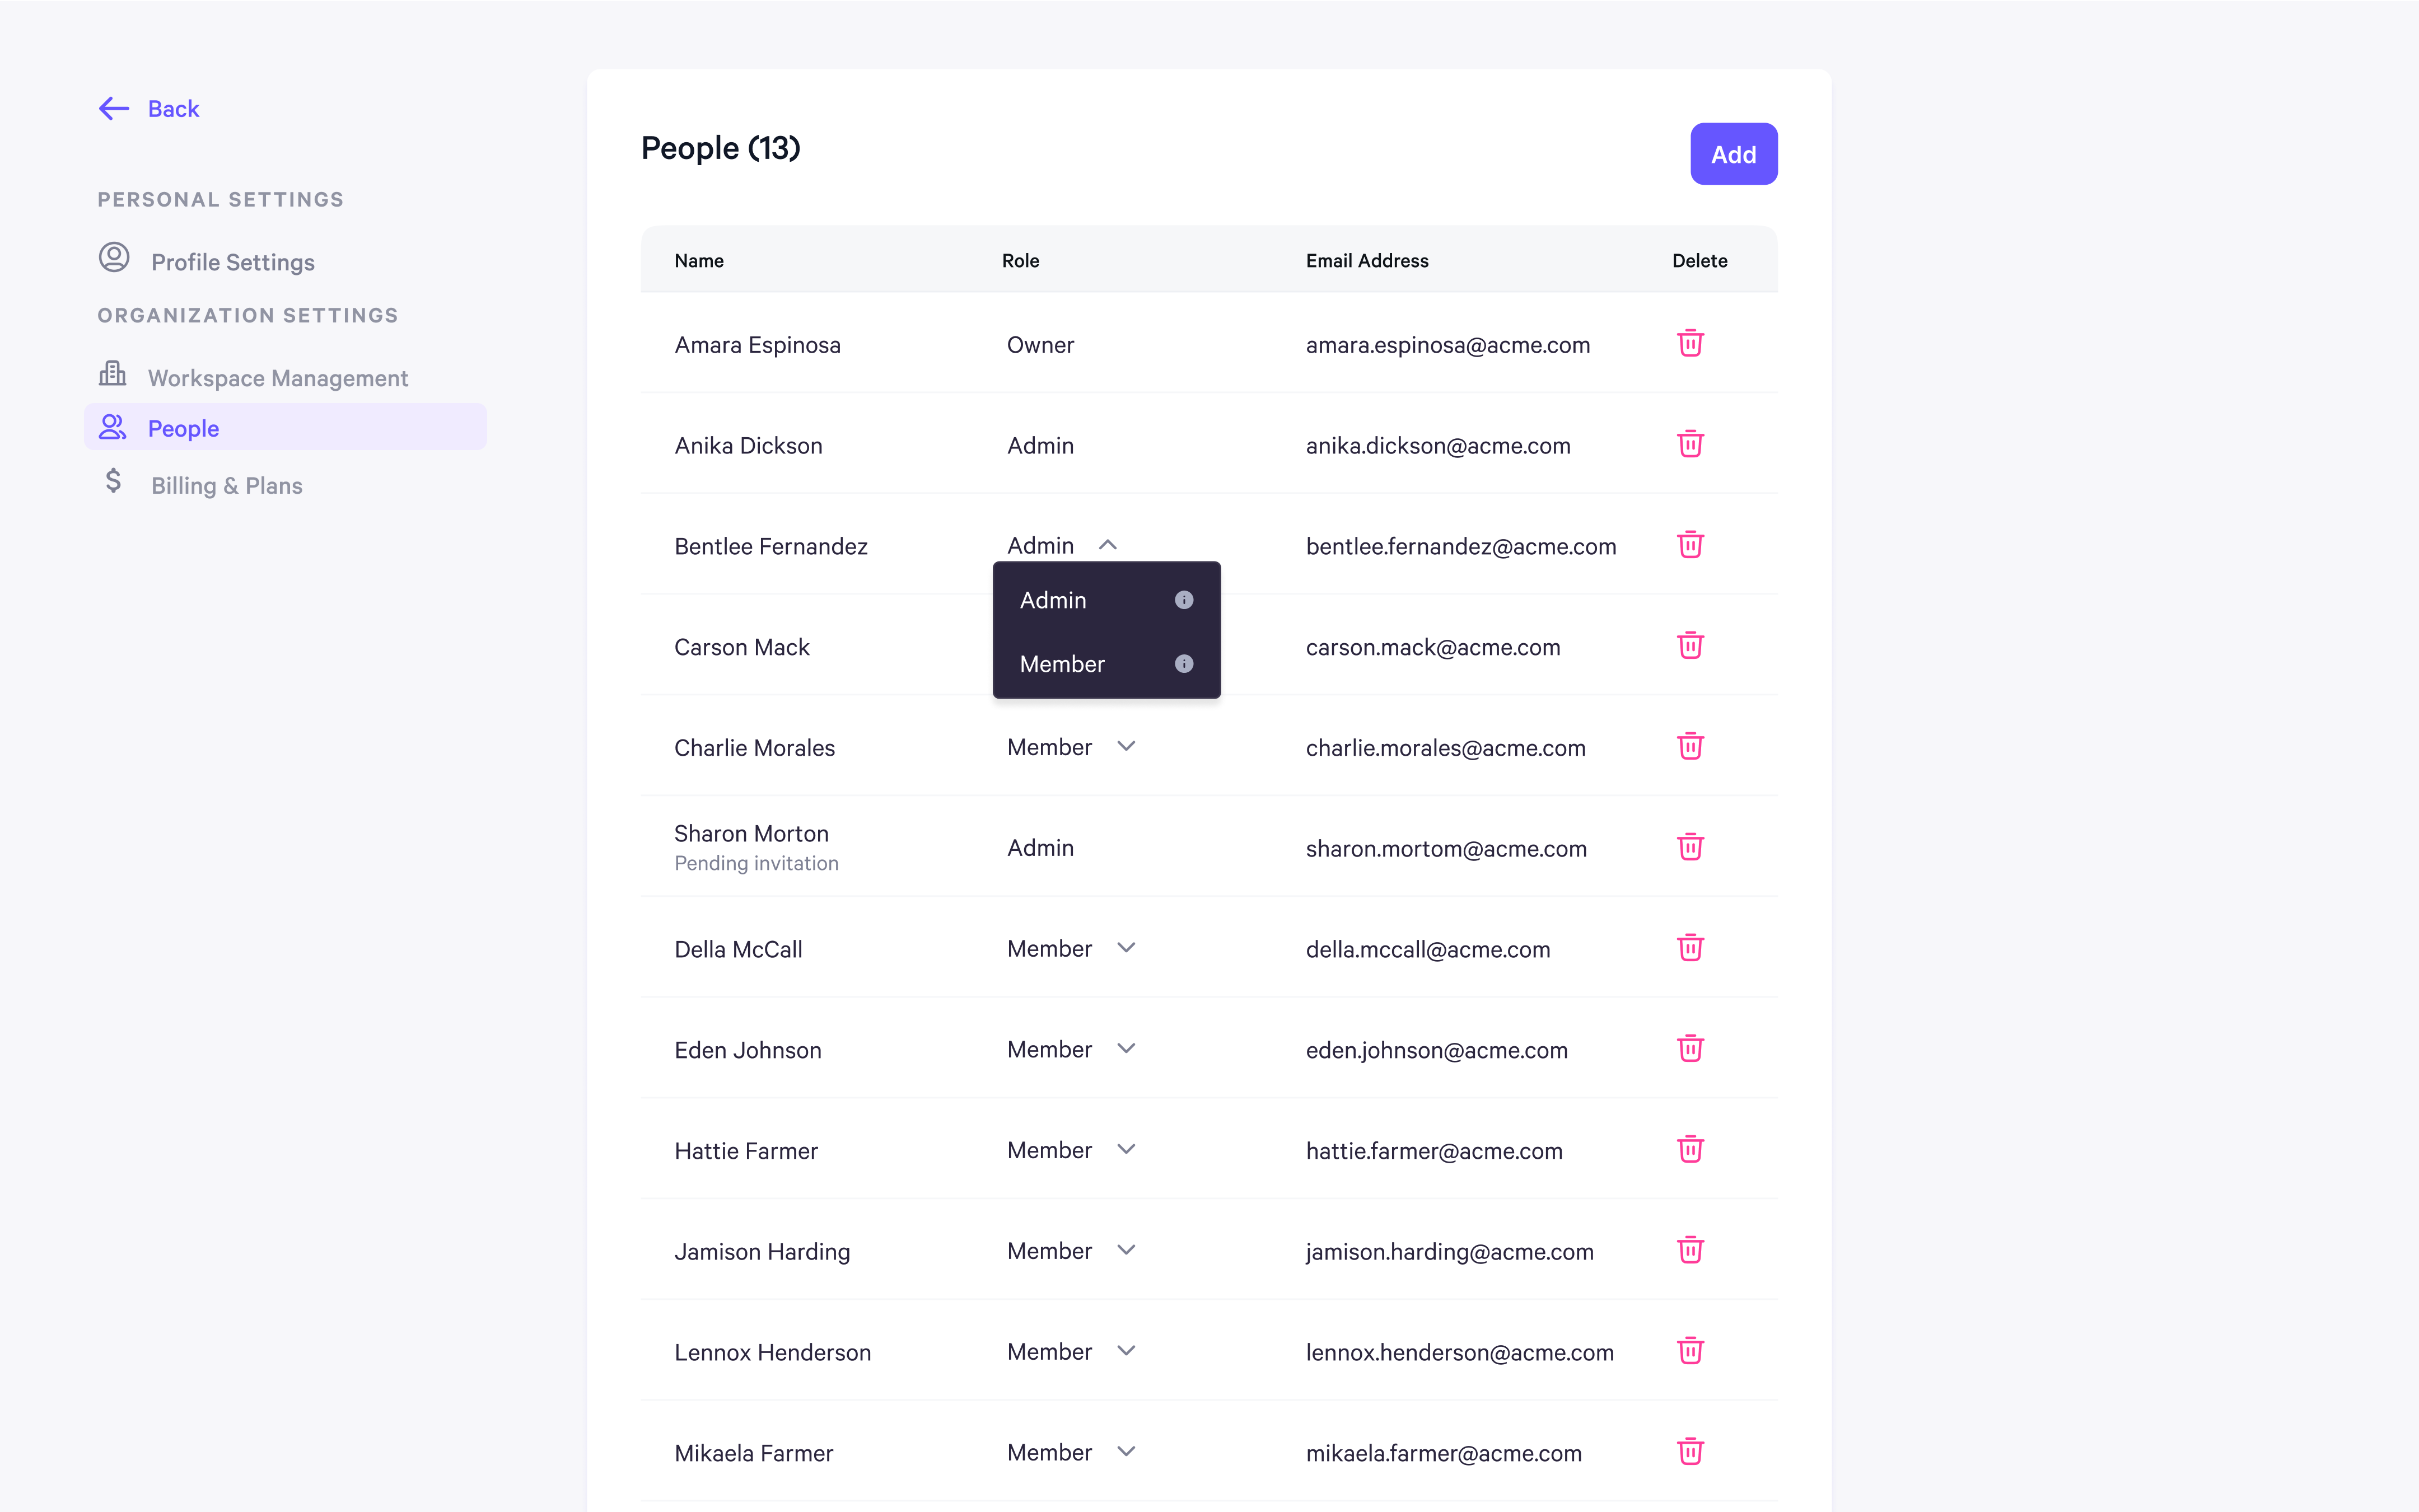 Back
PERSONAL SETTINGS
Profile Settings
ORGANIZATION SETTINGS
Workspace Management
People
$ Billing & Plans
People (13)
Add
Name Role Email Address Delete
Amara Espinosa Owner amara.espinosa@acme.com
Anika Dickson Admin anika.dickson@acme.com
Bentlee Fernandez Admin bentlee.fernandez@acme.com
Admin
Carson Mack carson.mack@acme.com
Member
Charlie Morales Member charlie.morales@acme.com
Sharon Morton Admin sharon.mortom@acme.com
Pending invitation
Della McCall Member della.mccall@acme.com
Eden Johnson Member eden.johnson@acme.com
Hattie Farmer Member hattie.farmer@acme.com
Jamison Harding Member jamison.harding@acme.com
Lennox Henderson Member lennox.henderson@acme.com
Mikaela Farmer Member mikaela.farmer@acme.com